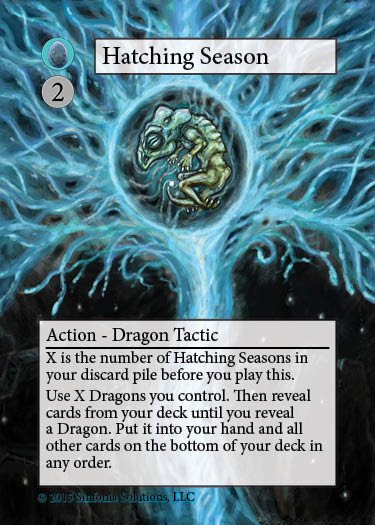 Hatching Season
2
Action - Dragon Tactic
X is the number of Hatching Seasons in
your discard pile before you play this.
Use X Dragons you control. Then reveal
cards from your deck until you reveal
a Dragon. Put it into your hand and all
other cards on the bottom of your deck in
any order.
© 2015 Sinfonia Solutions, LLC